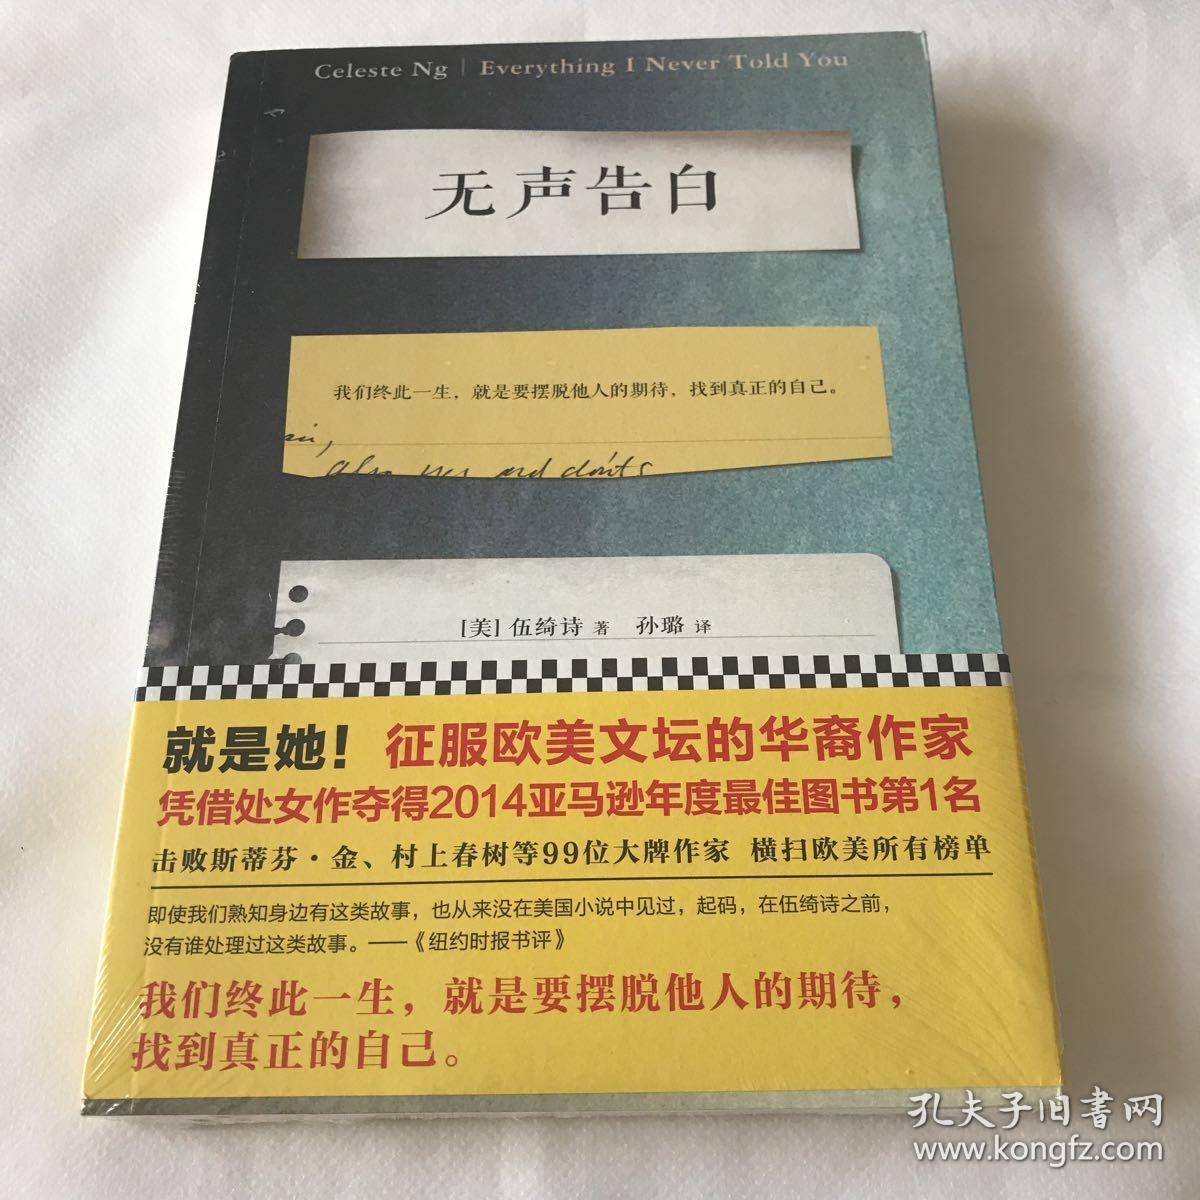 Celeste Ng | Everything I Never Told You
无声告白
我们终此一生，就是要摆脱他人的期待，找到真正的自己。
also yes and don'ts
[美] 伍绮诗 著 孙璐 译
就是她！征服欧美文坛的华裔作家
凭借处女作夺得2014亚马逊年度最佳图书第1名
击败斯蒂芬·金、村上春树等99位大牌作家 横扫欧美所有榜单
即使我们熟知身边有这类故事，也从来没在美国小说中见过，起码，在伍绮诗之前，
没有谁处理过这类故事。——《纽约时报书评》
我们终此一生，就是要摆脱他人的期待，
找到真正的自己。
孔夫子旧书网
www.kongfz.com